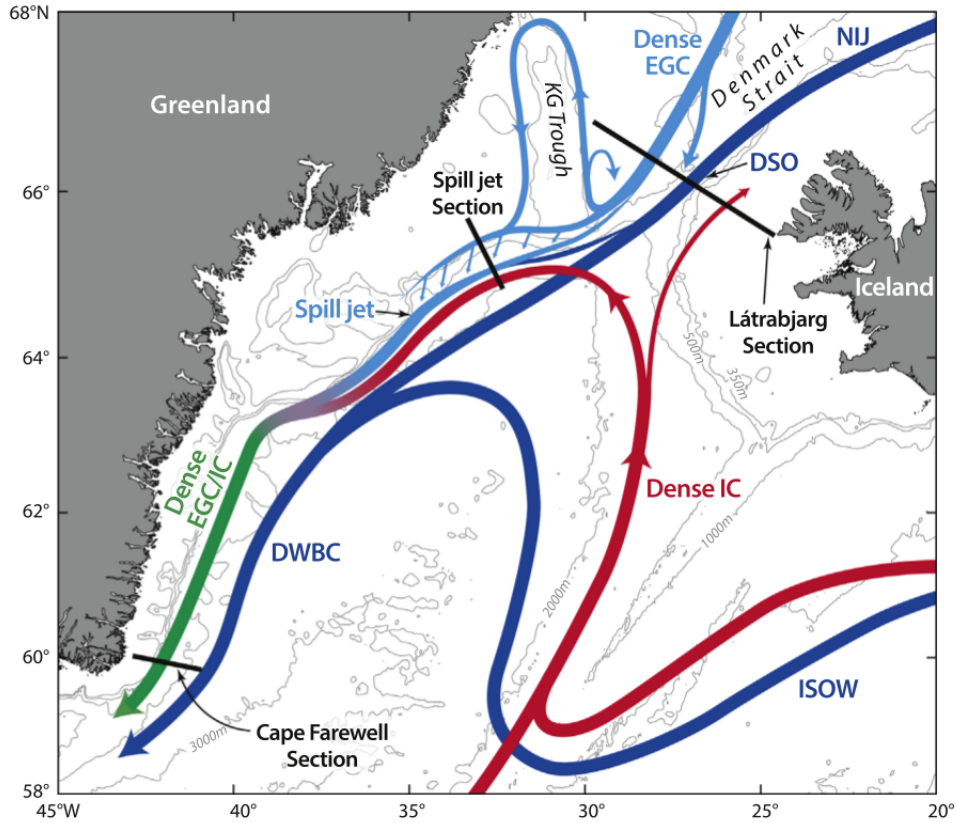 68°N
66°
64°
62°
60°
58°
45°W
40°
35°
30°
25°
20°
Greenland
Dense
EGC
Denmark
Strait
NIJ
KG Trough
DSO
Spill jet
Section
Spill jet
Iceland
Látrabjarg
Section
500m
350m
Dense
EGC/IC
Dense IC
DWBC
1000m
2000m
ISOW
Cape Farewell
Section
3000m